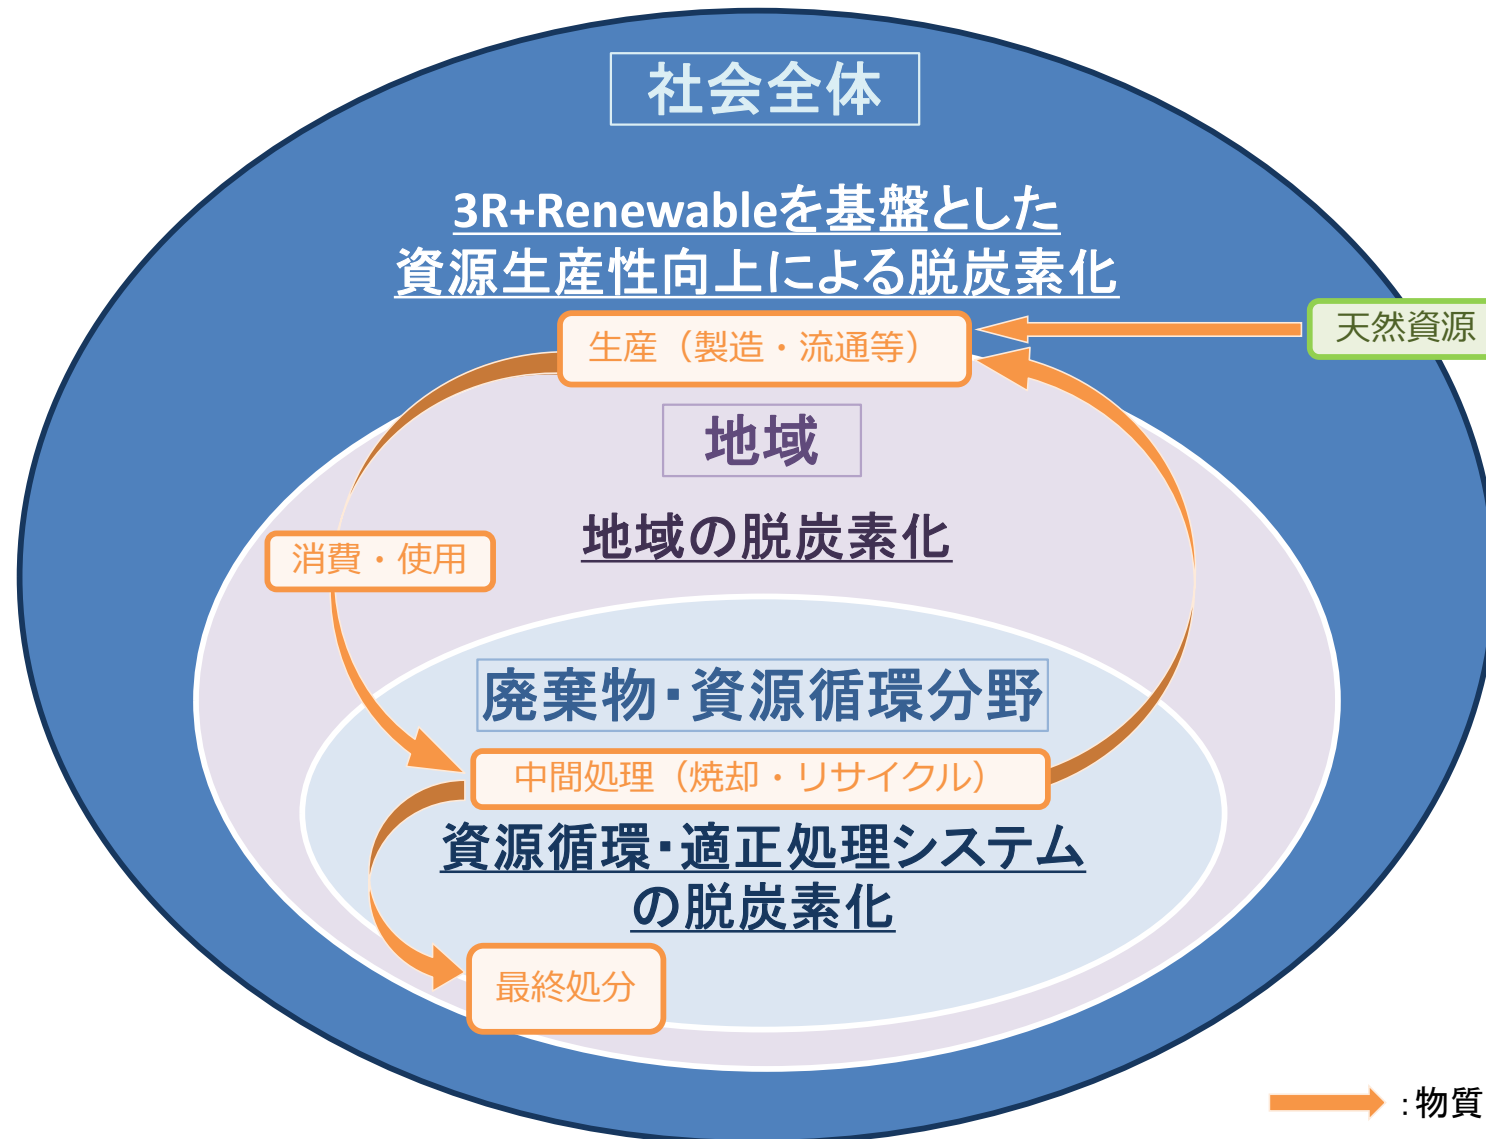 社会全体
3R+Renewableを基盤とした
資源生産性向上による脱炭素化
生産（製造・流通等）
天然資源
地域
地域の脱炭素化
消費・使用
廃棄物・資源循環分野
中間処理（焼却・リサイクル）
資源循環・適正処理システム
の脱炭素化
最終処分
：物質